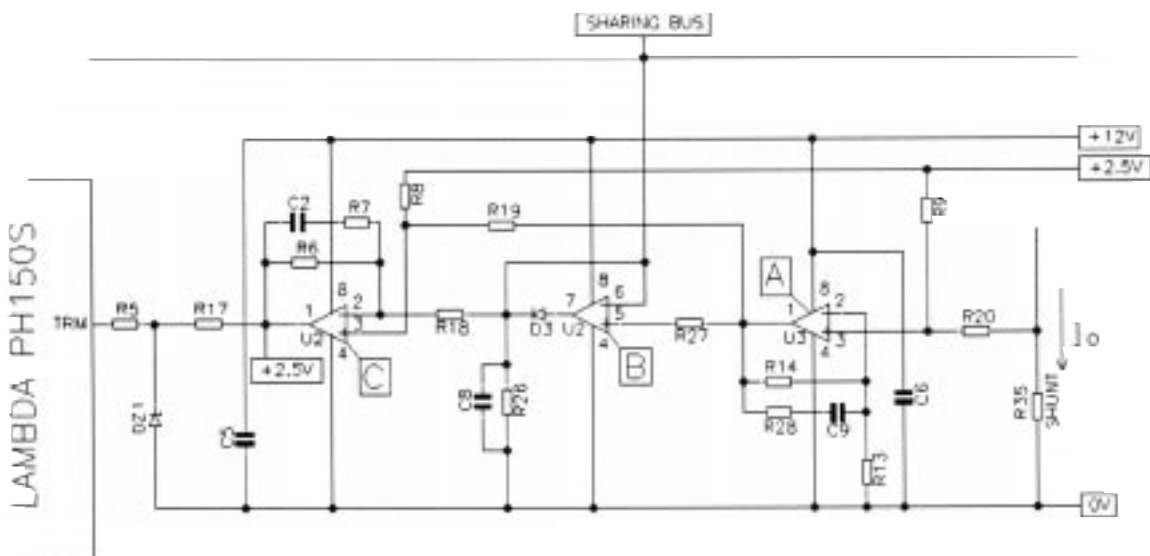 SHARING BUS
+12V
+2.5V
R8
R9
C2
R7
R19
R6
A
LAMBDA PH150S
TRM
R5
R17
1
8
2
3
4
U2
R18
D3
7
8
6
5
4
U2
R27
1
8
2
3
4
U3
R20
I
O
+2.5V
C
B
R14
R28
C9
C6
R35
SHUNT
DZ1
C5
C8
R26
R13
0V